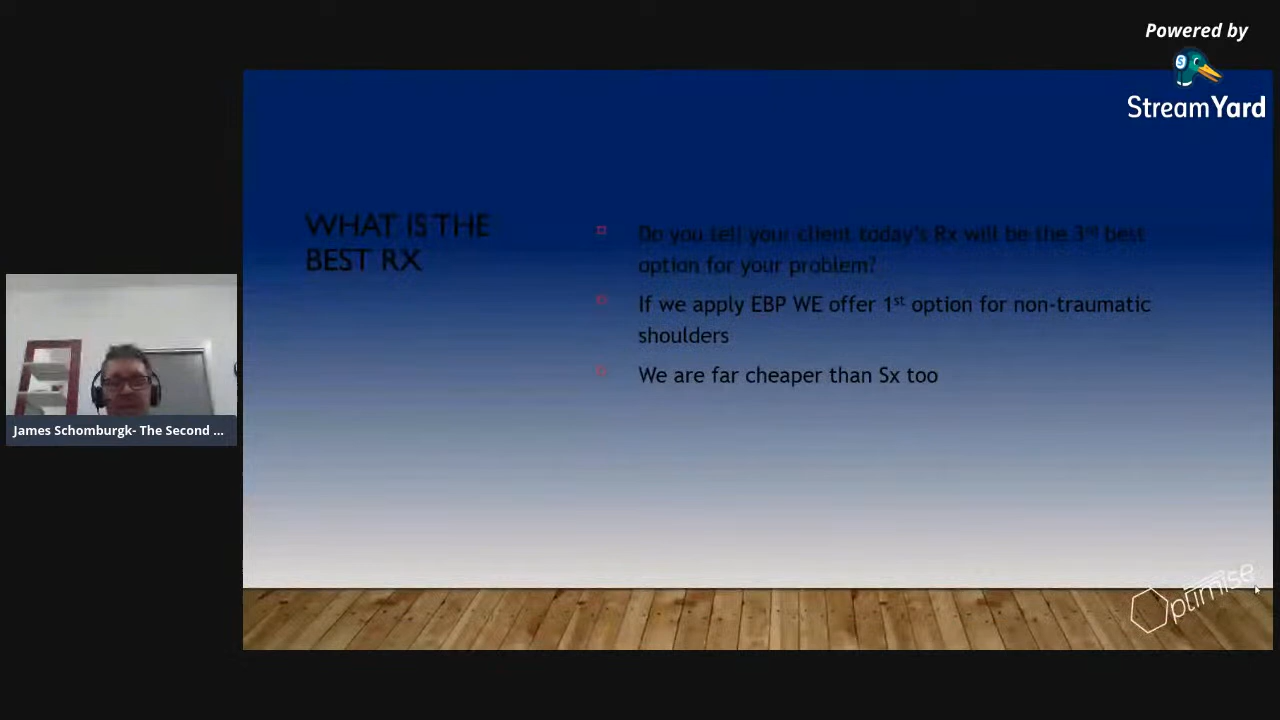 Powered by
StreamYard
WHAT IS THE
BEST RX
Do you tell your client today's Rx will be the 3rd best
option for your problem?
If we apply EBP WE offer 1st option for non-traumatic
shoulders
We are far cheaper than Sx too
James Schomburgk- The Second ...
Optimise